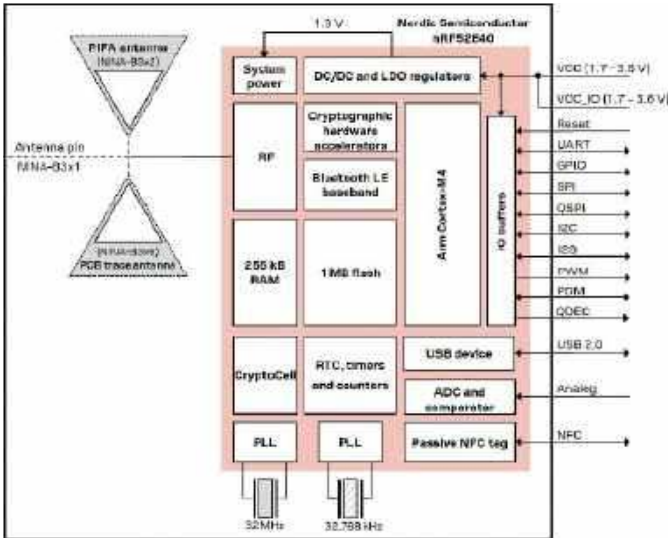 1.3 V
Nordic Semiconductor
nRF52840
PIFA antenna
(NINA-B3x2)
System
power
DC/DC and LDO regulators
VCC (1.7 - 3.6 V)
VCC_IO (1.7 - 3.6 V)
Antenna pin
NINA-B3x1
RF
Cryptographic
hardware
accelerators
Bluetooth LE
baseband
Arm Cortex-M4
IO buffers
Reset
UART
GPIO
SPI
QSPI
I2C
I2S
PWM
PDM
QDEC
PCB trace antenna
256 kB
RAM
1MB flash
CryptoCell
RTC, timers
and counters
USB device
USB 2.0
ADC and
comparator
Analog
PLL
PLL
Passive NFC tag
NFC
32MHz
32.768 kHz